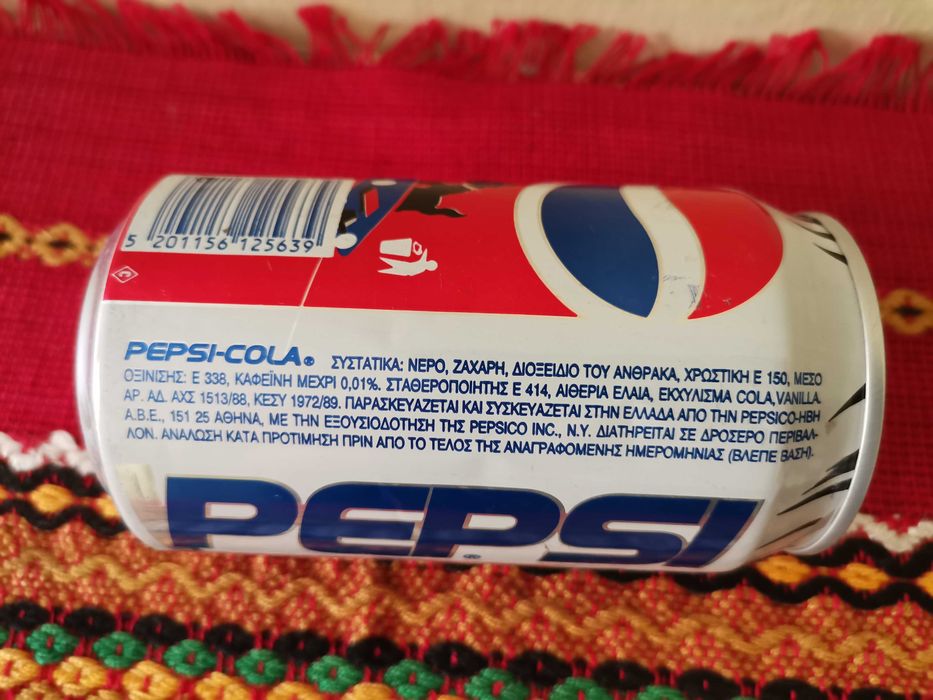 5 201156 125639
C
PEPSI-COLA® ΣΥΣΤΑΤΙΚΑ: ΝΕΡΟ, ΖΑΧΑΡΗ, ΔΙΟΞΕΙΔΙΟ ΤΟΥ ΑΝΘΡΑΚΑ, ΧΡΩΣΤΙΚΗ Ε 150, ΜΕΣΟ
ΟΞΙΝΙΣΗΣ: Ε 338, ΚΑΦΕΪΝΗ ΜΕΧΡΙ 0,01%. ΣΤΑΘΕΡΟΠΟΙΗΤΗΣ Ε 414, ΑΙΘΕΡΙΑ ΕΛΑΙΑ, ΕΚΧΥΛΙΣΜΑ COLA, VANILLA.
ΑΡ. ΑΔ. ΑΧΣ 1513/88, ΚΕΣΥ 1972/89. ΠΑΡΑΣΚΕΥΑΖΕΤΑΙ ΚΑΙ ΣΥΣΚΕΥΑΖΕΤΑΙ ΣΤΗΝ ΕΛΛΑΔΑ ΑΠΟ ΤΗΝ PEPSICO-HBH
Α.Β.Ε., 151 25 ΑΘΗΝΑ, ΜΕ ΤΗΝ ΕΞΟΥΣΙΟΔΟΤΗΣΗ ΤΗΣ PEPSICO INC., N.Y. ΔΙΑΤΗΡΕΙΤΑΙ ΣΕ ΔΡΟΣΕΡΟ ΠΕΡΙΒΑΛ-
ΛΟΝ. ΑΝΑΛΩΣΗ ΚΑΤΑ ΠΡΟΤΙΜΗΣΗ ΠΡΙΝ ΑΠΟ ΤΟ ΤΕΛΟΣ ΤΗΣ ΑΝΑΓΡΑΦΟΜΕΝΗΣ ΗΜΕΡΟΜΗΝΙΑΣ (ΒΛΕΠΕ ΒΑΣΗ).
PEPSI®